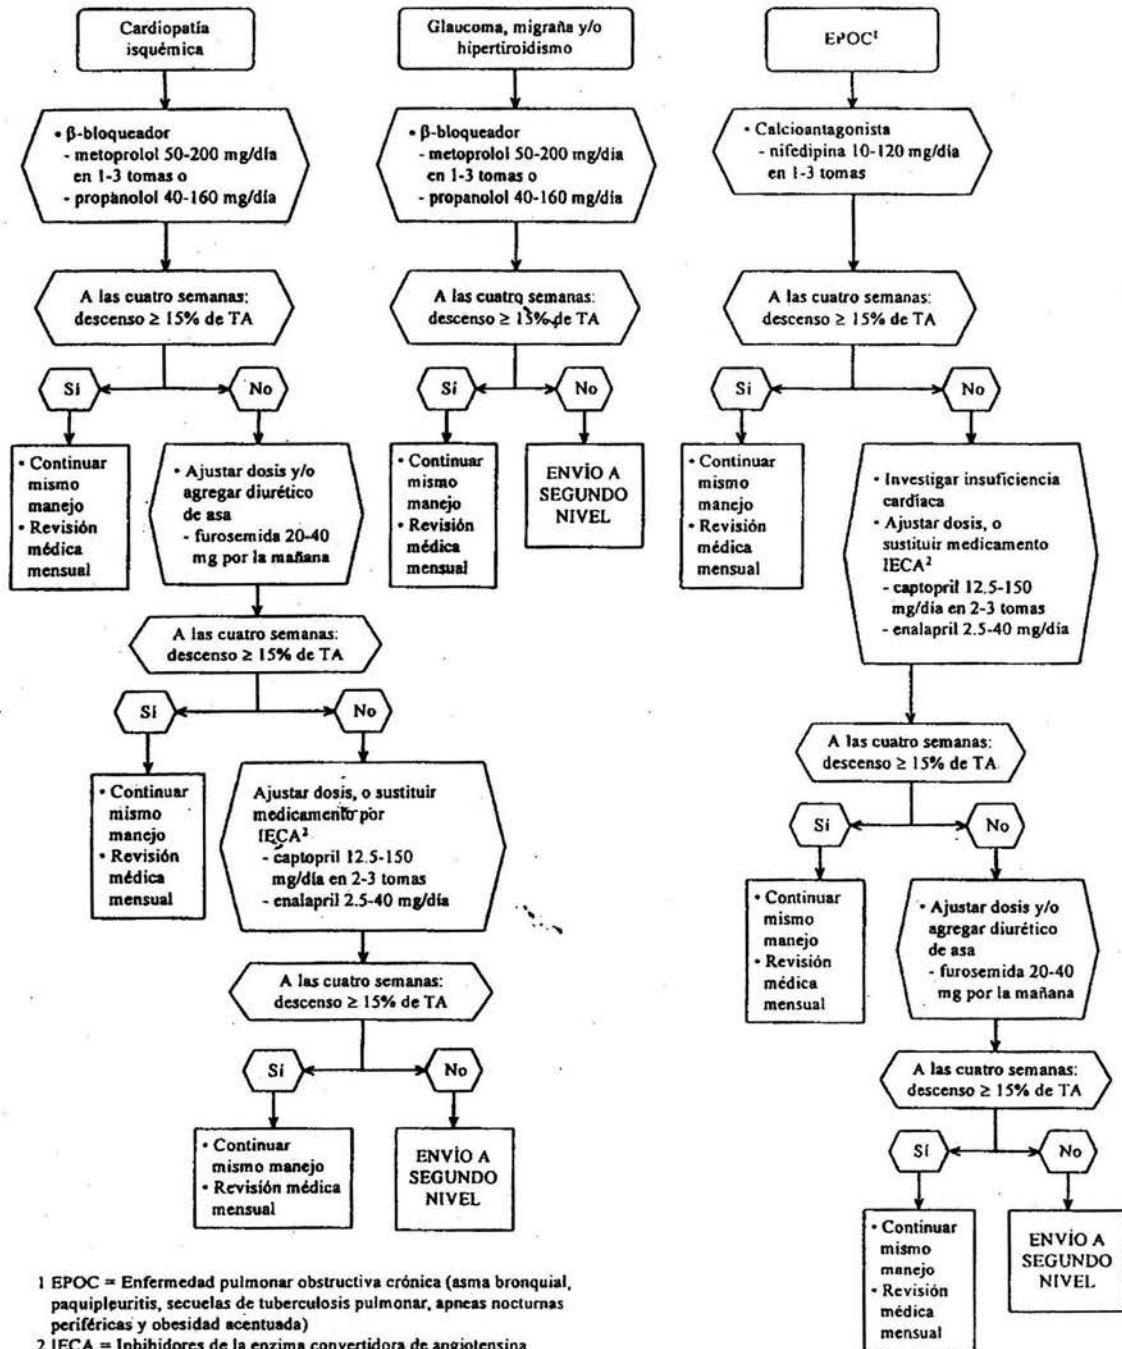 Cardiopatía
isquémica
• β-bloqueador
- metoprolol 50-200 mg/día
en 1-3 tomas o
- propanolol 40-160 mg/día
A las cuatro semanas:
descenso ≥ 15% de TA
Sí
No
• Continuar
mismo
manejo
• Revisión
médica
mensual
• Ajustar dosis y/o
agregar diurético
de asa
- furosemida 20-40
mg por la mañana
A las cuatro semanas:
descenso ≥ 15% de TA
Sí
No
• Continuar
mismo
manejo
• Revisión
médica
mensual
Ajustar dosis, o sustituir
medicamento por
IECA²
- captopril 12.5-150
mg/día en 2-3 tomas
- enalapril 2.5-40 mg/día
A las cuatro semanas:
descenso ≥ 15% de TA
Sí
No
• Continuar
mismo manejo
• Revisión médica
mensual
ENVÍO A
SEGUNDO
NIVEL
Glaucoma, migraña y/o
hipertiroidismo
• β-bloqueador
- metoprolol 50-200 mg/día
en 1-3 tomas o
- propanolol 40-160 mg/día
A las cuatro semanas:
descenso ≥ 15% de TA
Sí
No
• Continuar
mismo
manejo
• Revisión
médica
mensual
ENVÍO A
SEGUNDO
NIVEL
EPOC¹
• Calcioantagonista
- nifedipina 10-120 mg/día
en 1-3 tomas
A las cuatro semanas:
descenso ≥ 15% de TA
Sí
No
• Continuar
mismo
manejo
• Revisión
médica
mensual
• Investigar insuficiencia
cardíaca
• Ajustar dosis, o
sustituir medicamento
IECA²
- captopril 12.5-150
mg/día en 2-3 tomas
- enalapril 2.5-40 mg/día
A las cuatro semanas:
descenso ≥ 15% de TA
Sí
No
• Continuar
mismo
manejo
• Revisión
médica
mensual
• Ajustar dosis y/o
agregar diurético
de asa
- furosemida 20-40
mg por la mañana
A las cuatro semanas:
descenso ≥ 15% de TA
Sí
No
• Continuar
mismo
manejo
• Revisión
médica
mensual
ENVÍO A
SEGUNDO
NIVEL
1 EPOC = Enfermedad pulmonar obstructiva crónica (asma bronquial,
paquipleuritis, secuelas de tuberculosis pulmonar, apneas nocturnas
periféricas y obesidad acentuada)
2 IECA = Inhibidores de la enzima convertidora de angiotensina